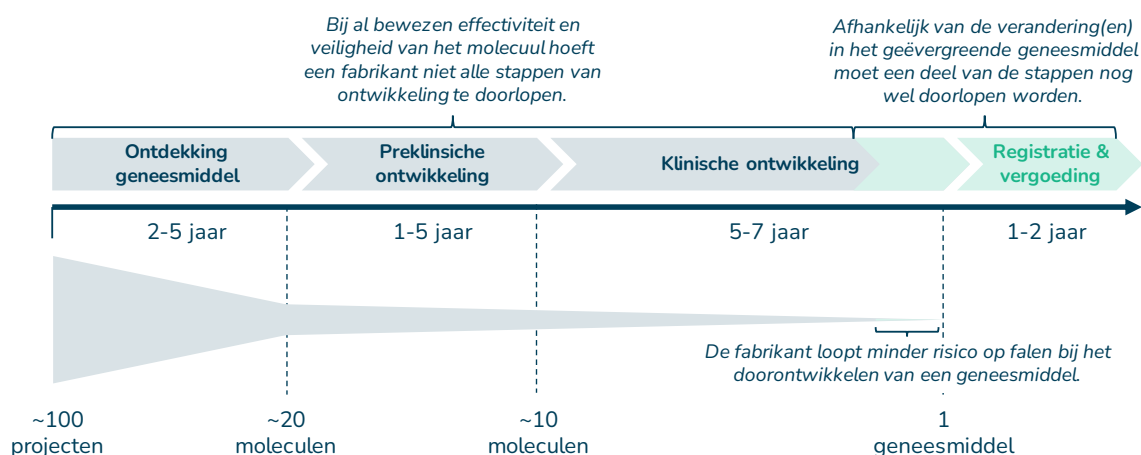 Bij al bewezen effectiviteit en
veiligheid van het molecuul hoeft
een fabrikant niet alle stappen van
ontwikkeling te doorlopen.
Afhankelijk van de verandering(en)
in het geëvergreende geneesmiddel
moet een deel van de stappen nog
wel doorlopen worden.
Ontdekking
geneesmiddel
Preklinsiche
ontwikkeling
Klinische ontwikkeling
Registratie &
vergoeding
2-5 jaar
1-5 jaar
5-7 jaar
1-2 jaar
De fabrikant loopt minder risico op falen bij het
doorontwikkelen van een geneesmiddel.
~100
projecten
~20
moleculen
~10
moleculen
1
geneesmiddel